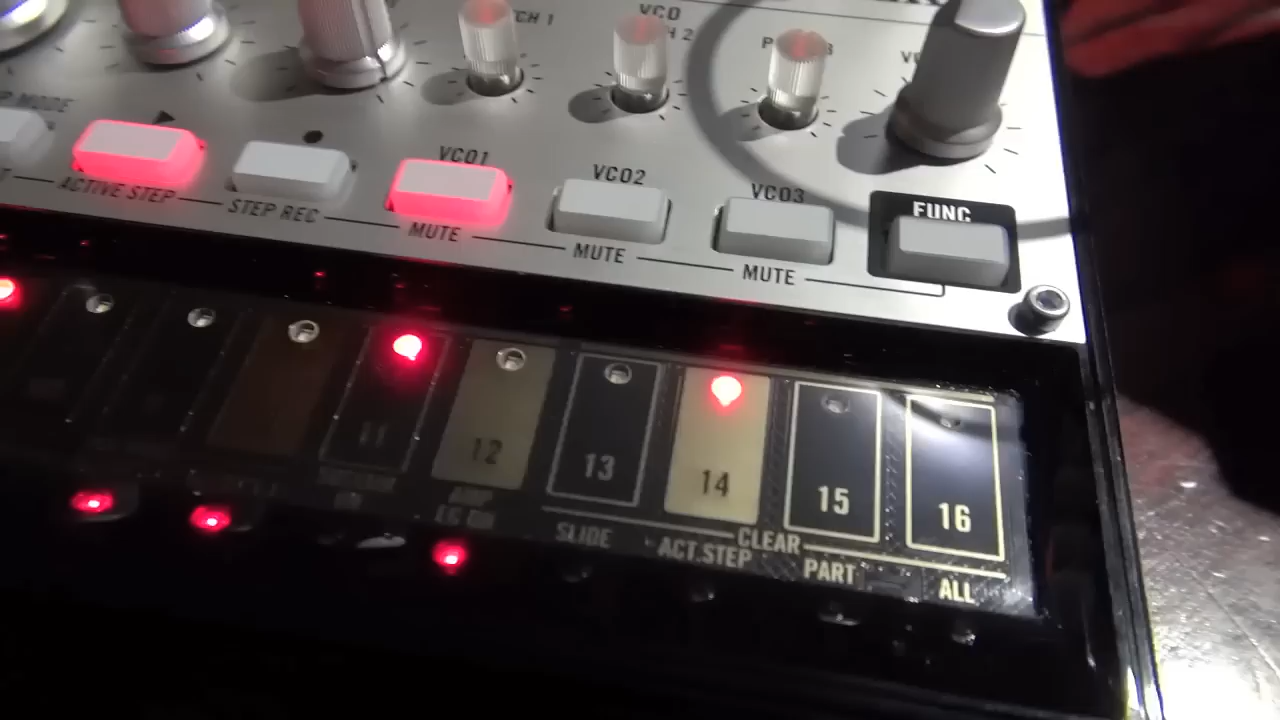 VCO
VCO1
VCO2
VCO3
FUNC
ACTIVE STEP
STEP REC
MUTE
MUTE
MUTE
11
12
13
14
15
16
SLIDE
CLEAR
ACT.STEP
PART
ALL